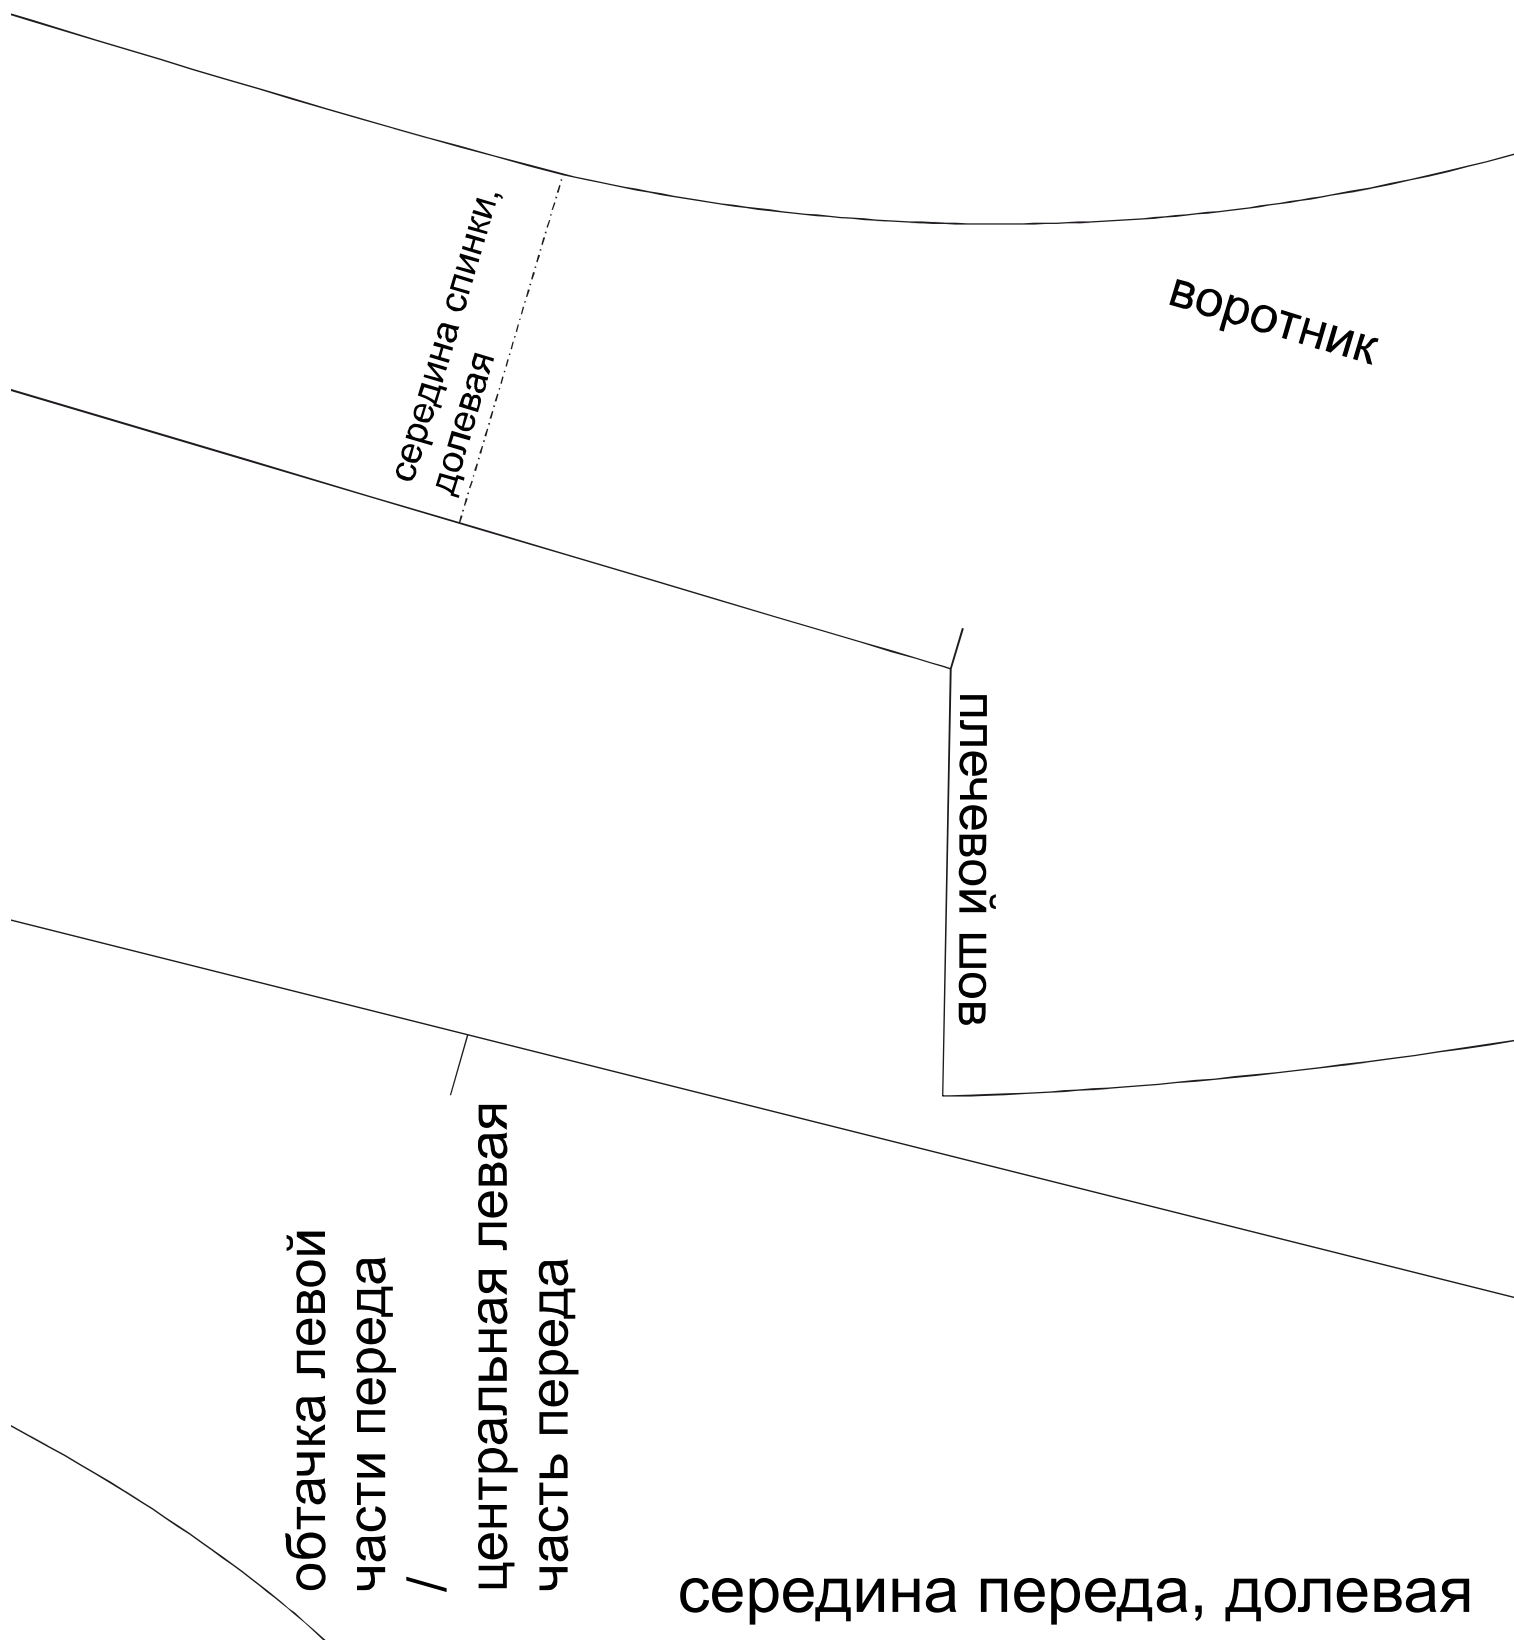 середина спинки,
долевая
воротник
плечевой шов
обтачка левой
части переда
/
центральная левая
часть переда
середина переда, долевая